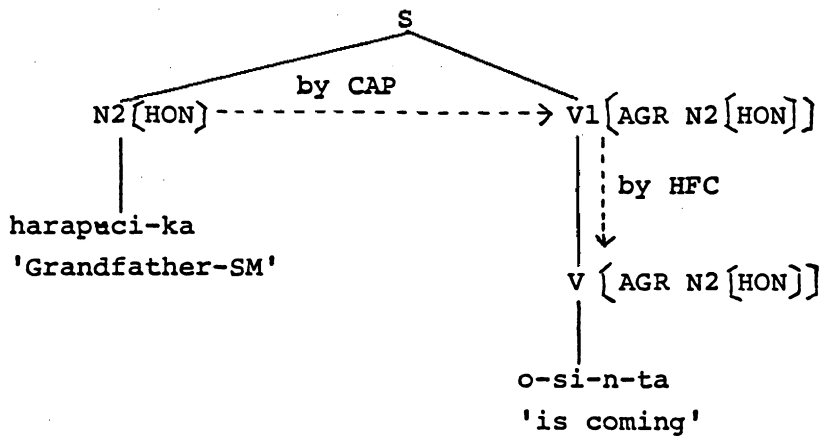 S
by CAP
N2[HON] V1[AGR N2[HON]]
by HFC
harapuci-ka
'Grandfather-SM'
V [AGR N2[HON]]
o-si-n-ta
'is coming'